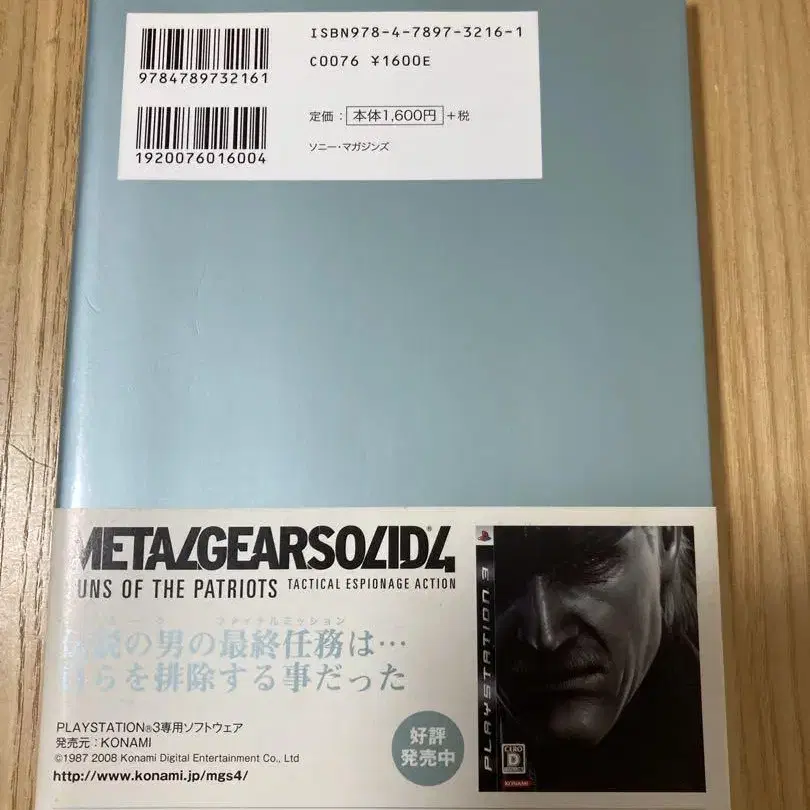 ISBN978-4-7897-3216-1
C0076 ¥1600E
9784789732161
定価：本体1,600円＋税
1920076016004
ソニー・マガジンズ
METAL GEAR SOLID 4
UNS OF THE PATRIOTS TACTICAL ESPIONAGE ACTION
ファイナルミッション
の男の最終任務は…
らを排除する事だった
PLAYSTATION®3専用ソフトウェア
発売元：KONAMI
©1987 2008 Konami Digital Entertainment Co., Ltd
http://www.konami.jp/mgs4/
好評
発売中
PLAYSTATION 3
CERO
D
KONAMI